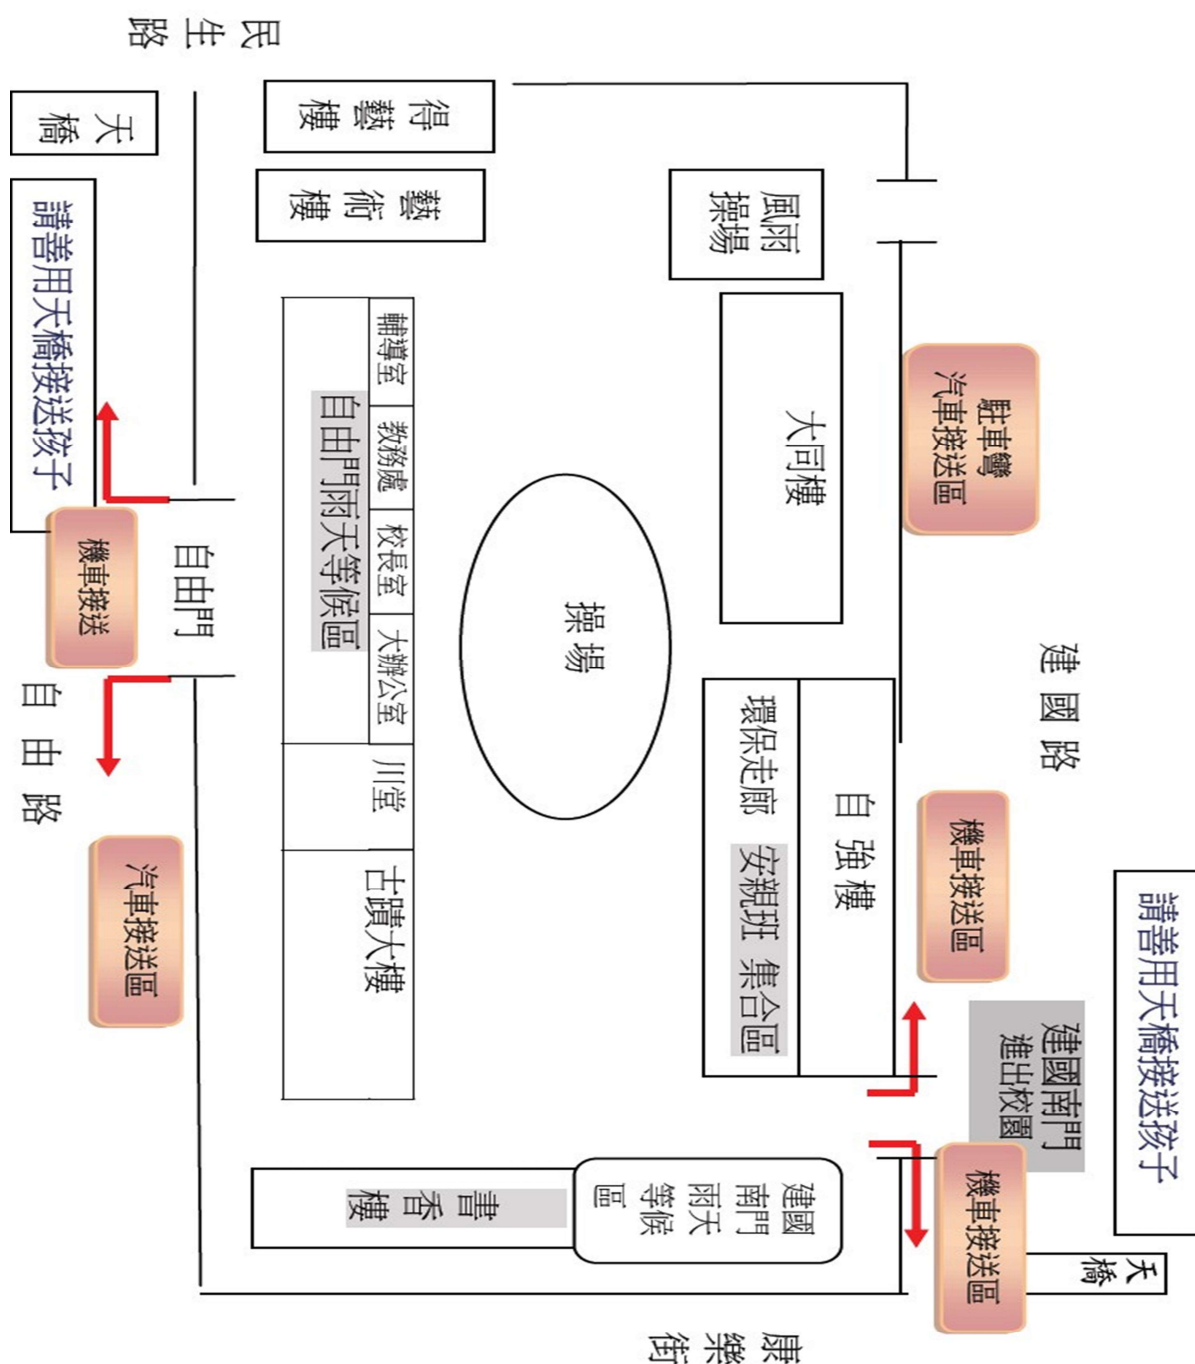 民生路
天橋
得藝樓
藝術樓
風雨
操場
請善用天橋接送孩子
輔導室
教務處
校長室
大辦公室
川堂
古蹟大樓
自由門雨天等候區
大同樓
駐車彎
汽車接送區
操場
機車接送
自由門
自由路
汽車接送區
建國路
自強樓
環保走廊 安親班 集合區
機車接送區
建國南門
進出校園
請善用天橋接送孩子
機車接送區
天橋
書香樓
建國
南門
雨天
等候
區
康樂街